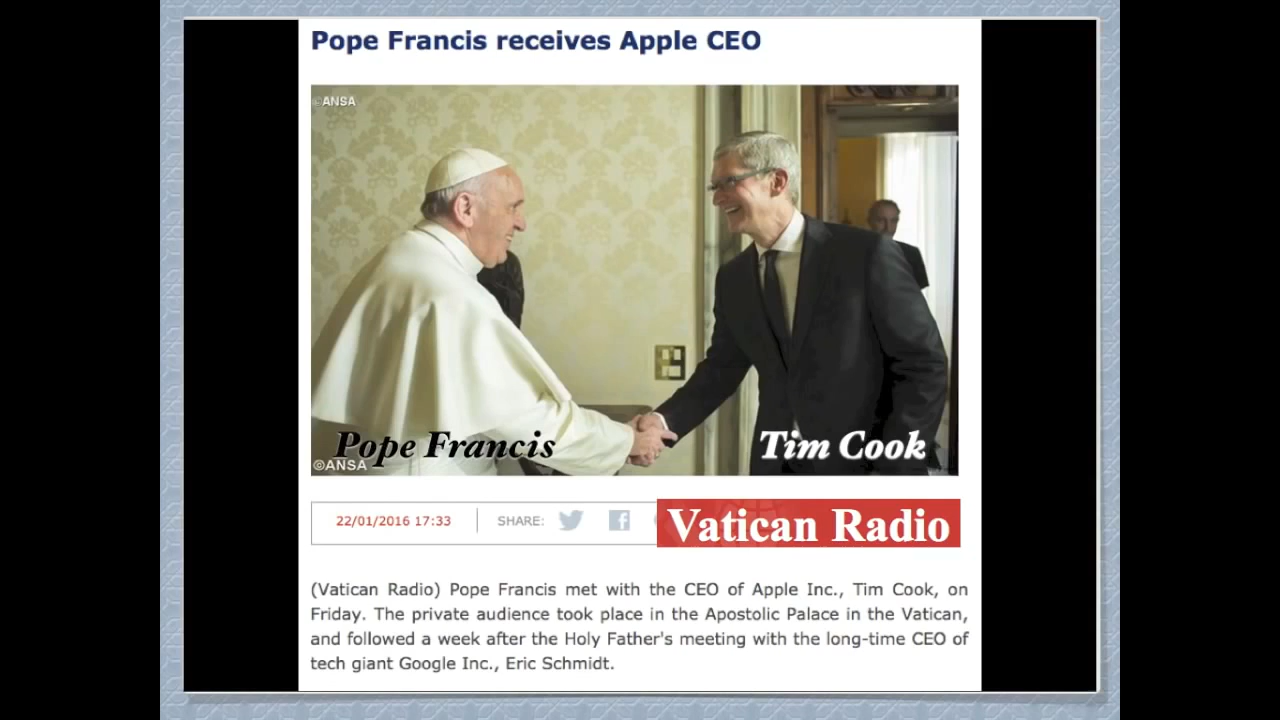 Pope Francis receives Apple CEO
©ANSA
Pope Francis
Tim Cook
©ANSA
22/01/2016 17:33
SHARE:
Vatican Radio
(Vatican Radio) Pope Francis met with the CEO of Apple Inc., Tim Cook, on
Friday. The private audience took place in the Apostolic Palace in the Vatican,
and followed a week after the Holy Father's meeting with the long-time CEO of
tech giant Google Inc., Eric Schmidt.